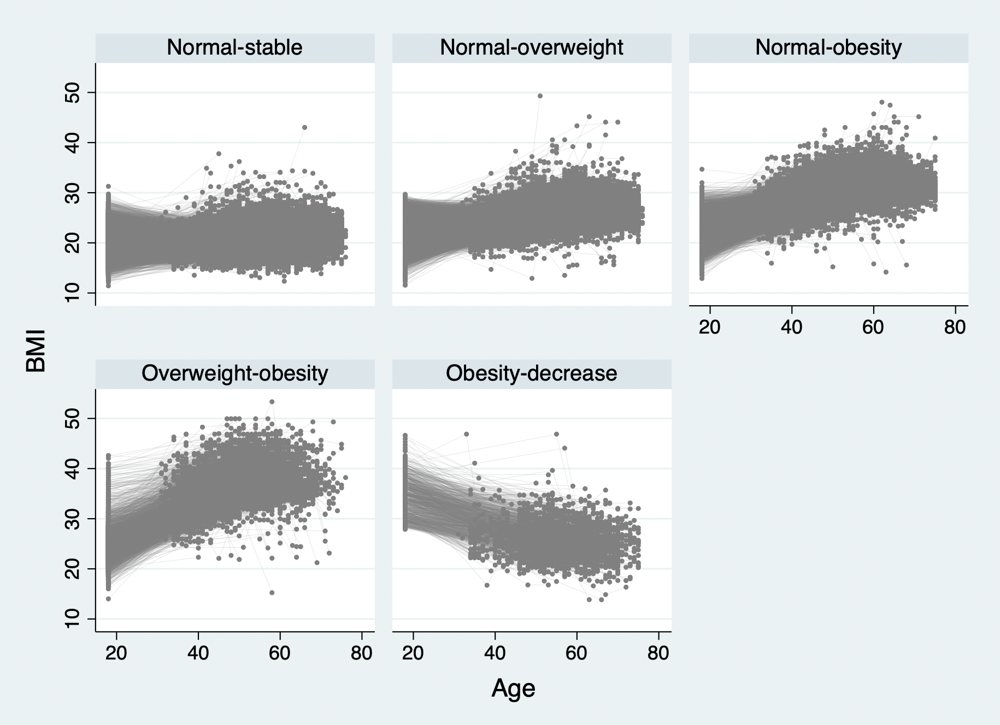 Normal-stable
Normal-overweight
Normal-obesity
50
40
30
20
10
20 40 60 80
BMI
Overweight-obesity
Obesity-decrease
50
40
30
20
10
20 40 60 80
20 40 60 80
Age